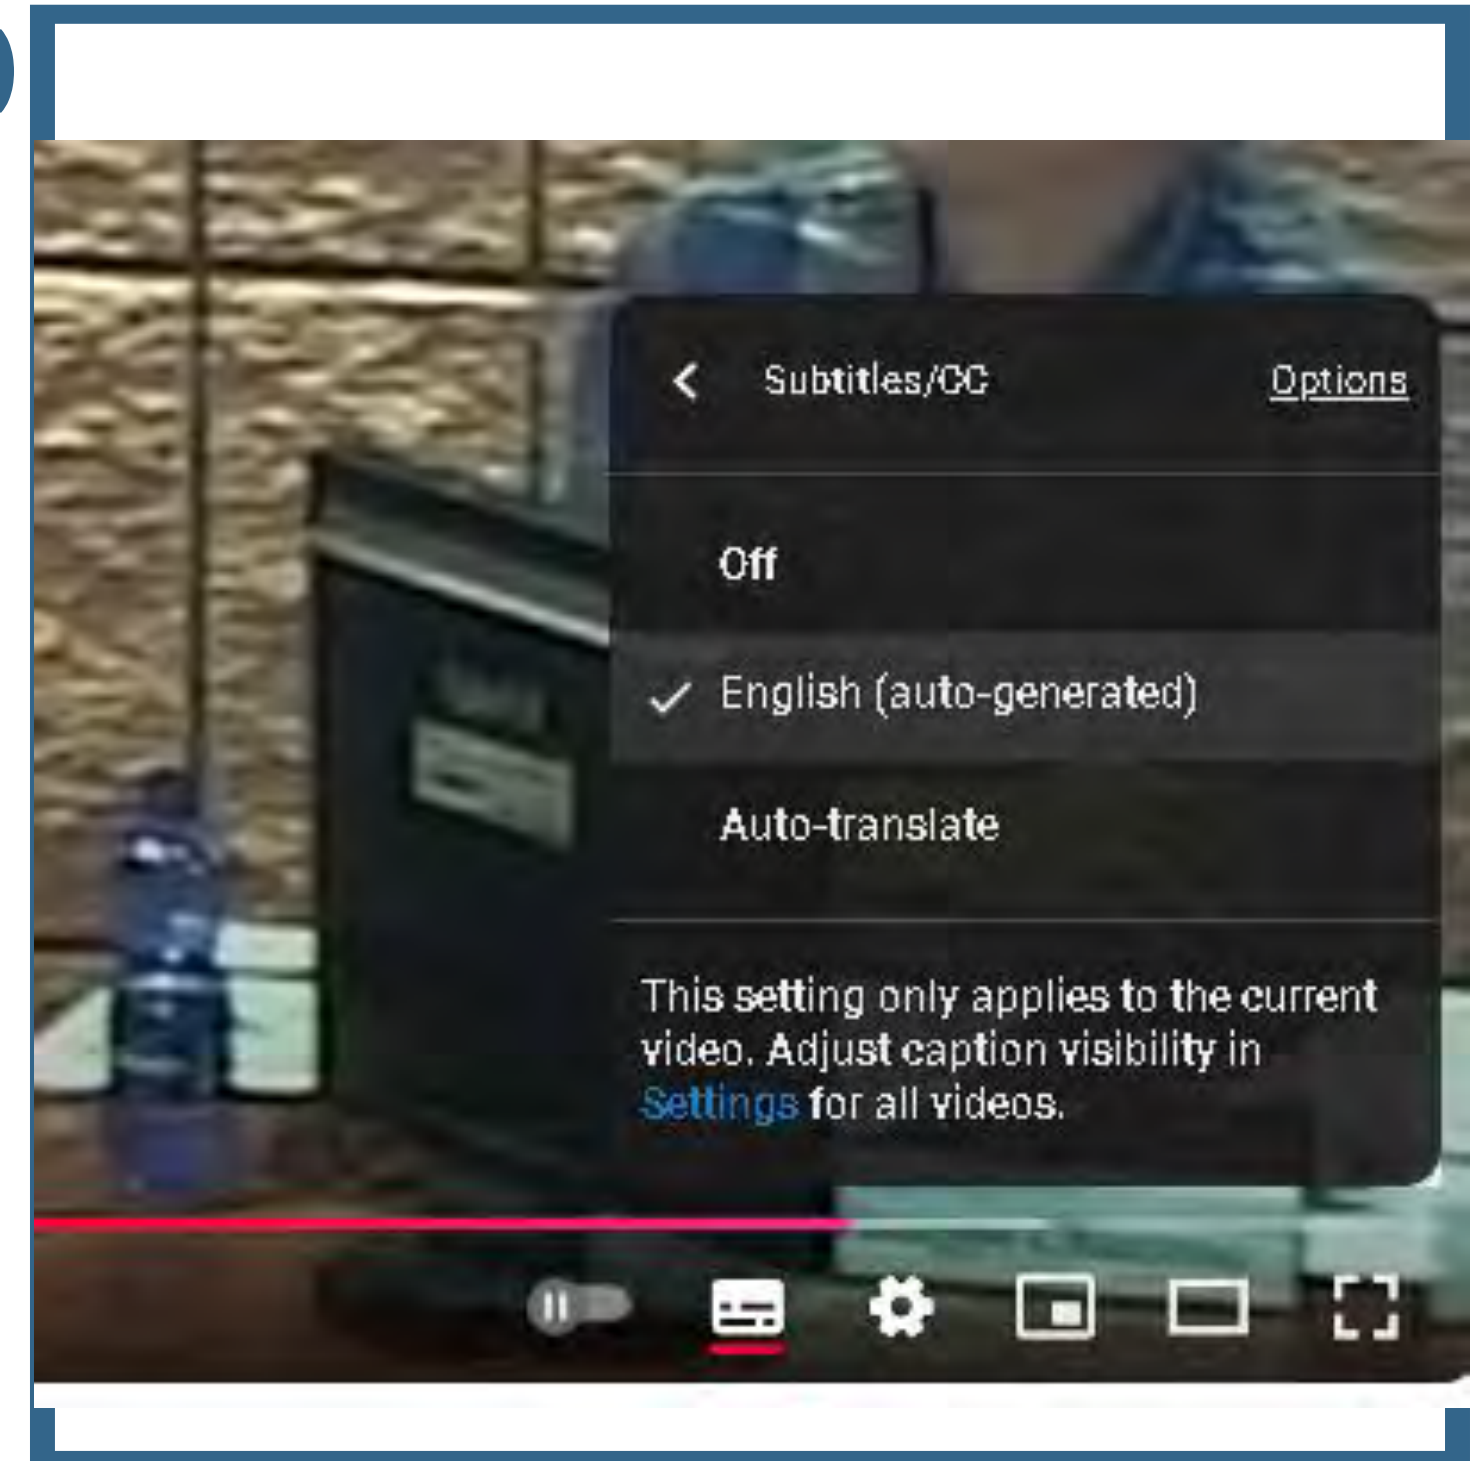 Subtitles/CC
Options
Off
English (auto-generated)
Auto-translate
This setting only applies to the current
video. Adjust caption visibility in
Settings for all videos.